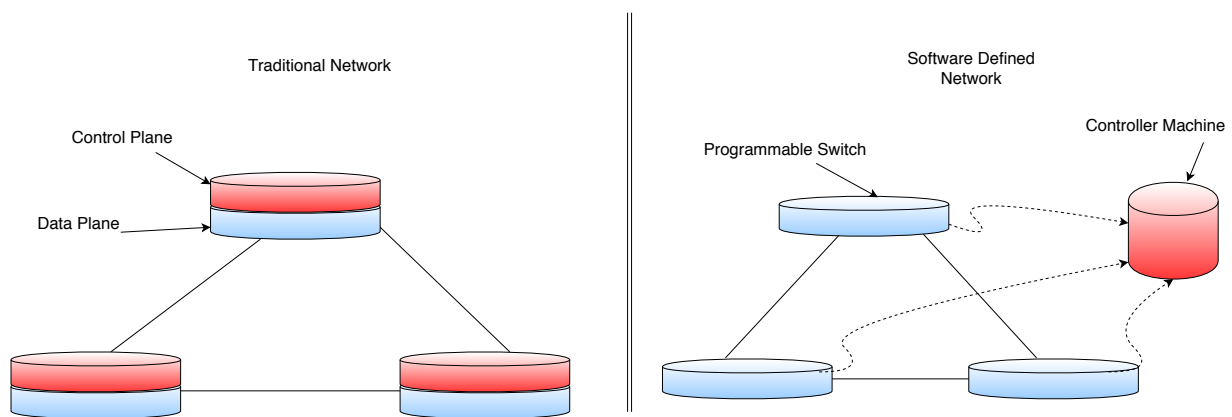 Traditional Network
Control Plane
Data Plane
Software Defined
Network
Controller Machine
Programmable Switch